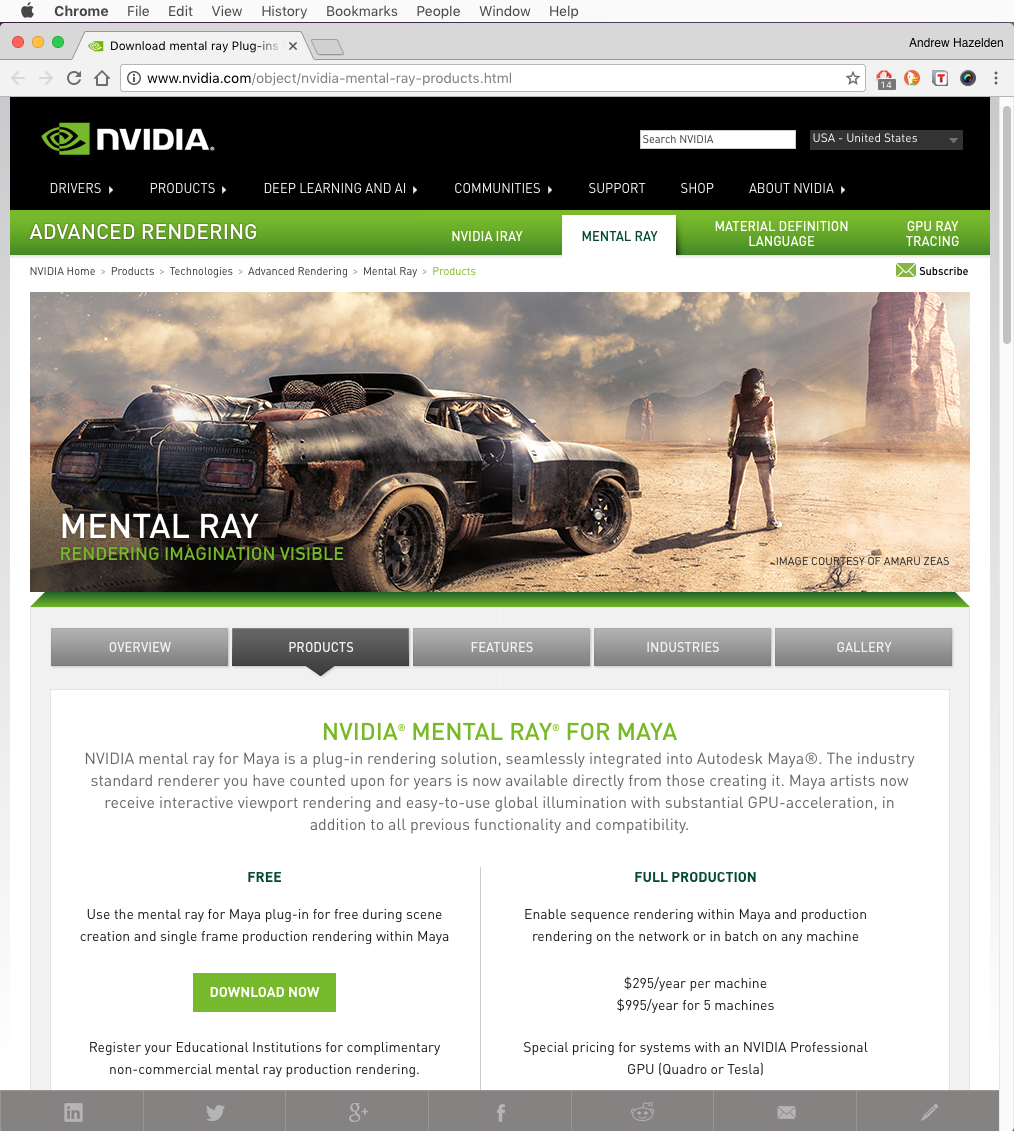 Chrome File Edit View History Bookmarks People Window Help
Download mental ray Plug-ins
Andrew Hazelden
www.nvidia.com/object/nvidia-mental-ray-products.html
14
NVIDIA.
Search NVIDIA
USA - United States
DRIVERS PRODUCTS DEEP LEARNING AND AI COMMUNITIES SUPPORT SHOP ABOUT NVIDIA
ADVANCED RENDERING
NVIDIA IRAY
MENTAL RAY
MATERIAL DEFINITION
LANGUAGE
GPU RAY
TRACING
NVIDIA Home > Products > Technologies > Advanced Rendering > Mental Ray > Products
Subscribe
MENTAL RAY
RENDERING IMAGINATION VISIBLE
IMAGE COURTESY OF AMARU ZEAS
OVERVIEW PRODUCTS FEATURES INDUSTRIES GALLERY
NVIDIA® MENTAL RAY® FOR MAYA
NVIDIA mental ray for Maya is a plug-in rendering solution, seamlessly integrated into Autodesk Maya®. The industry
standard renderer you have counted upon for years is now available directly from those creating it. Maya artists now
receive interactive viewport rendering and easy-to-use global illumination with substantial GPU-acceleration, in
addition to all previous functionality and compatibility.
FREE
Use the mental ray for Maya plug-in for free during scene
creation and single frame production rendering within Maya
DOWNLOAD NOW
Register your Educational Institutions for complimentary
non-commercial mental ray production rendering.
FULL PRODUCTION
Enable sequence rendering within Maya and production
rendering on the network or in batch on any machine
$295/year per machine
$995/year for 5 machines
Special pricing for systems with an NVIDIA Professional
GPU (Quadro or Tesla)